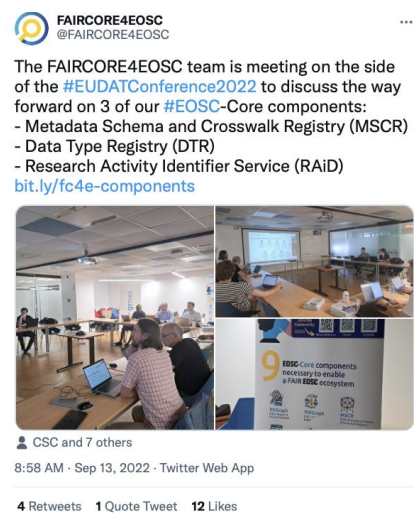 FAIRCORE4EOSC
@FAIRCORE4EOSC
The FAIRCORE4EOSC team is meeting on the side
of the #EUDATConference2022 to discuss the way
forward on 3 of our #EOSC-Core components:
- Metadata Schema and Crosswalk Registry (MSCR)
- Data Type Registry (DTR)
- Research Activity Identifier Service (RAiD)
bit.ly/fc4e-components
9 EOSC-Core components
necessary to enable
a FAIR EOSC ecosystem
CSC and 7 others
8:58 AM · Sep 13, 2022 · Twitter Web App
4 Retweets 1 Quote Tweet 12 Likes